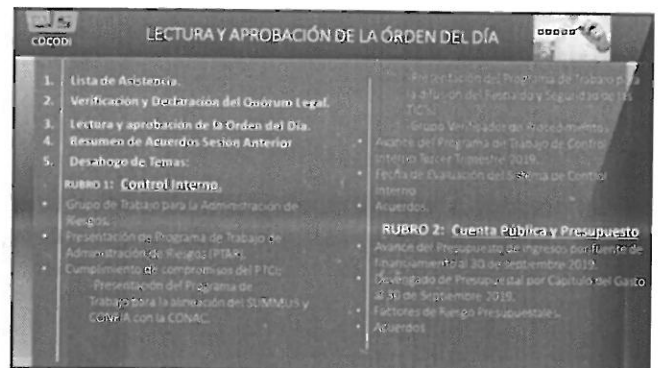 COCODI
LECTURA Y APROBACIÓN DE LA ÓRDEN DEL DÍA
1. Lista de Asistencia.
2. Verificación y Declaración del Quórum Legal.
3. Lectura y aprobación de la Orden del Día.
4. Resumen de Acuerdos Sesión Anterior
5. Desahogo de Temas:
RUBRO 1: Control Interno.
• Grupo de Trabajo para la Administración de
Riesgos.
• Presentación de Programa de Trabajo de
Administración de Riesgos (PTAR).
• Cumplimiento de compromisos del PTCI:
-Presentación del Programa de
Trabajo para la alineación del SUMMUS y
CONFIA con la CONAC.
-Presentación del Programa de Trabajo para
la difusión del Resguardo y Seguridad de las
TIC's.
-Grupo Verificador de Procedimientos
• Avance del Programa de Trabajo de Control
Interno Tercer Trimestre 2019.
• Fecha de Evaluación del Sistema de Control
Interno
• Acuerdos.
RUBRO 2: Cuenta Pública y Presupuesto
• Avance del Presupuesto de Ingresos por fuente de
financiamiento al 30 de septiembre 2019.
• Devengado de Presupuestal por Capítulo del Gasto
al 30 de Septiembre 2019.
• Factores de Riesgo Presupuestales.
• Acuerdos